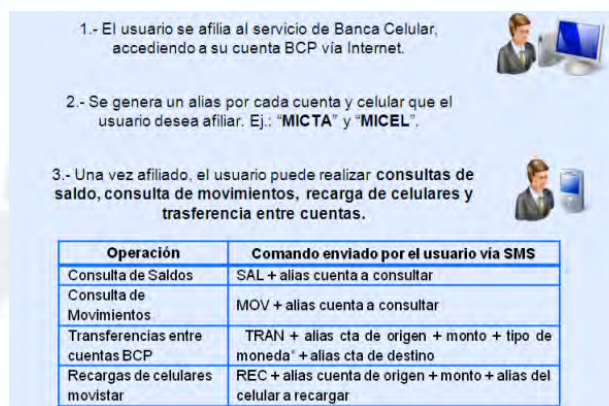 1.- El usuario se afilia al servicio de Banca Celular,
accediendo a su cuenta BCP vía Internet.
2.- Se genera un alias por cada cuenta y celular que el
usuario desea afiliar. Ej.: “MICTA” y “MICEL”.
3.- Una vez afiliado, el usuario puede realizar consultas de
saldo, consulta de movimientos, recarga de celulares y
trasferencia entre cuentas.
Operación Comando enviado por el usuario vía SMS
Consulta de Saldos SAL + alias cuenta a consultar
Consulta de
Movimientos MOV + alias cuenta a consultar
Transferencias entre TRAN + alias cta de origen + monto + tipo de
cuentas BCP moneda* + alias cta de destino
Recargas de celulares REC + alias cuenta de origen + monto + alias del
movistar celular a recargar